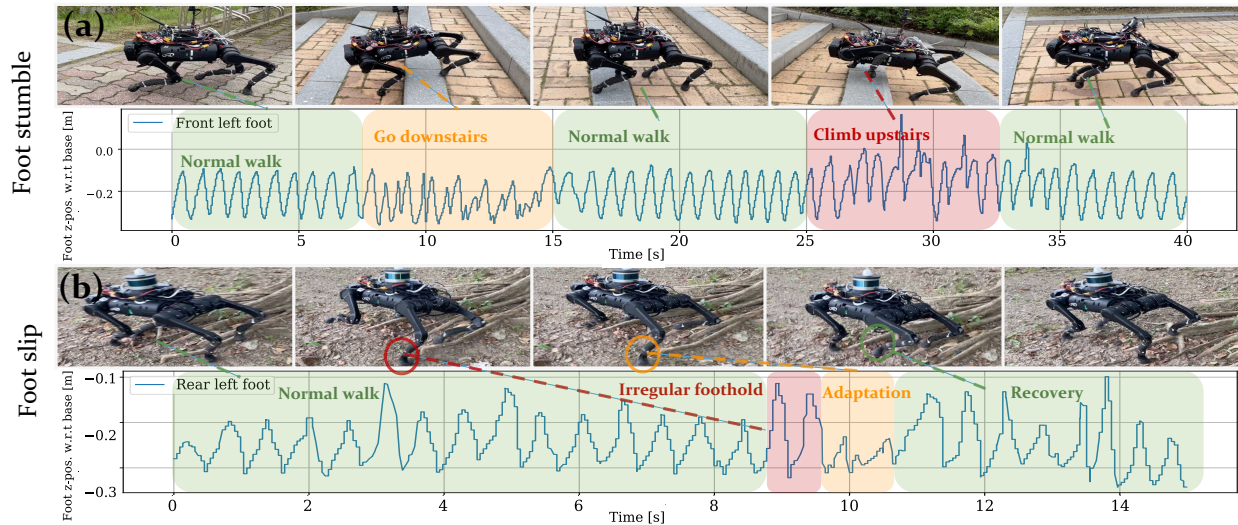 (a)
Foot stumble
Foot z-pos. w.r.t base [m]
Front left foot
Normal walk
Go downstairs
Normal walk
Climb upstairs
Normal walk
0.0
−0.2
0 5 10 15 20 25 30 35 40
Time [s]
(b)
Foot slip
Foot z-pos. w.r.t base [m]
Rear left foot
Normal walk
Irregular foothold
Adaptation
Recovery
−0.1
−0.2
−0.3
0 2 4 6 8 10 12 14
Time [s]